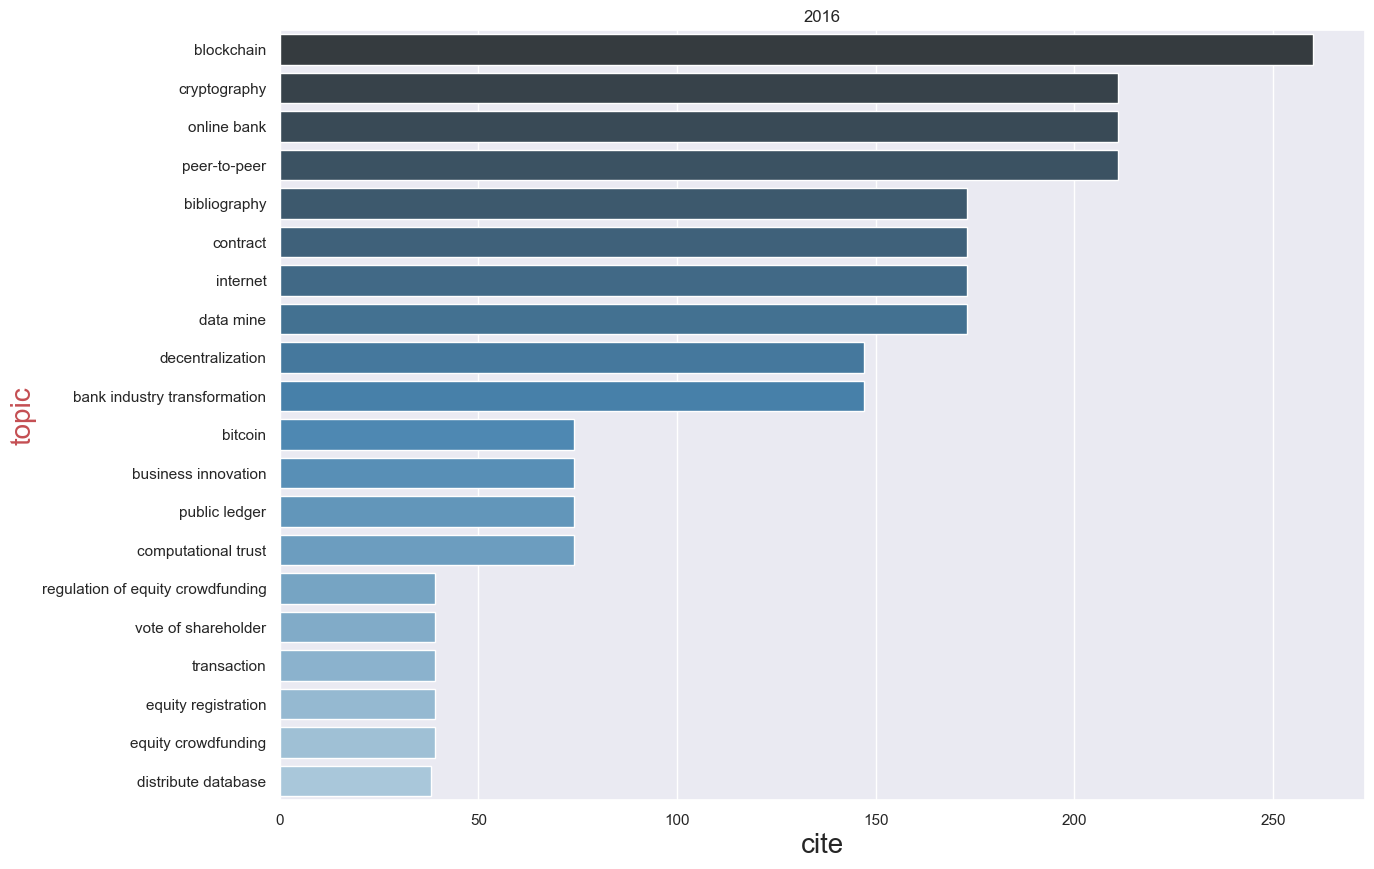 2016
blockchain
cryptography
online bank
peer-to-peer
bibliography
contract
internet
data mine
decentralization
bank industry transformation
bitcoin
business innovation
public ledger
computational trust
regulation of equity crowdfunding
vote of shareholder
transaction
equity registration
equity crowdfunding
distribute database
topic
0 50 100 150 200 250
cite